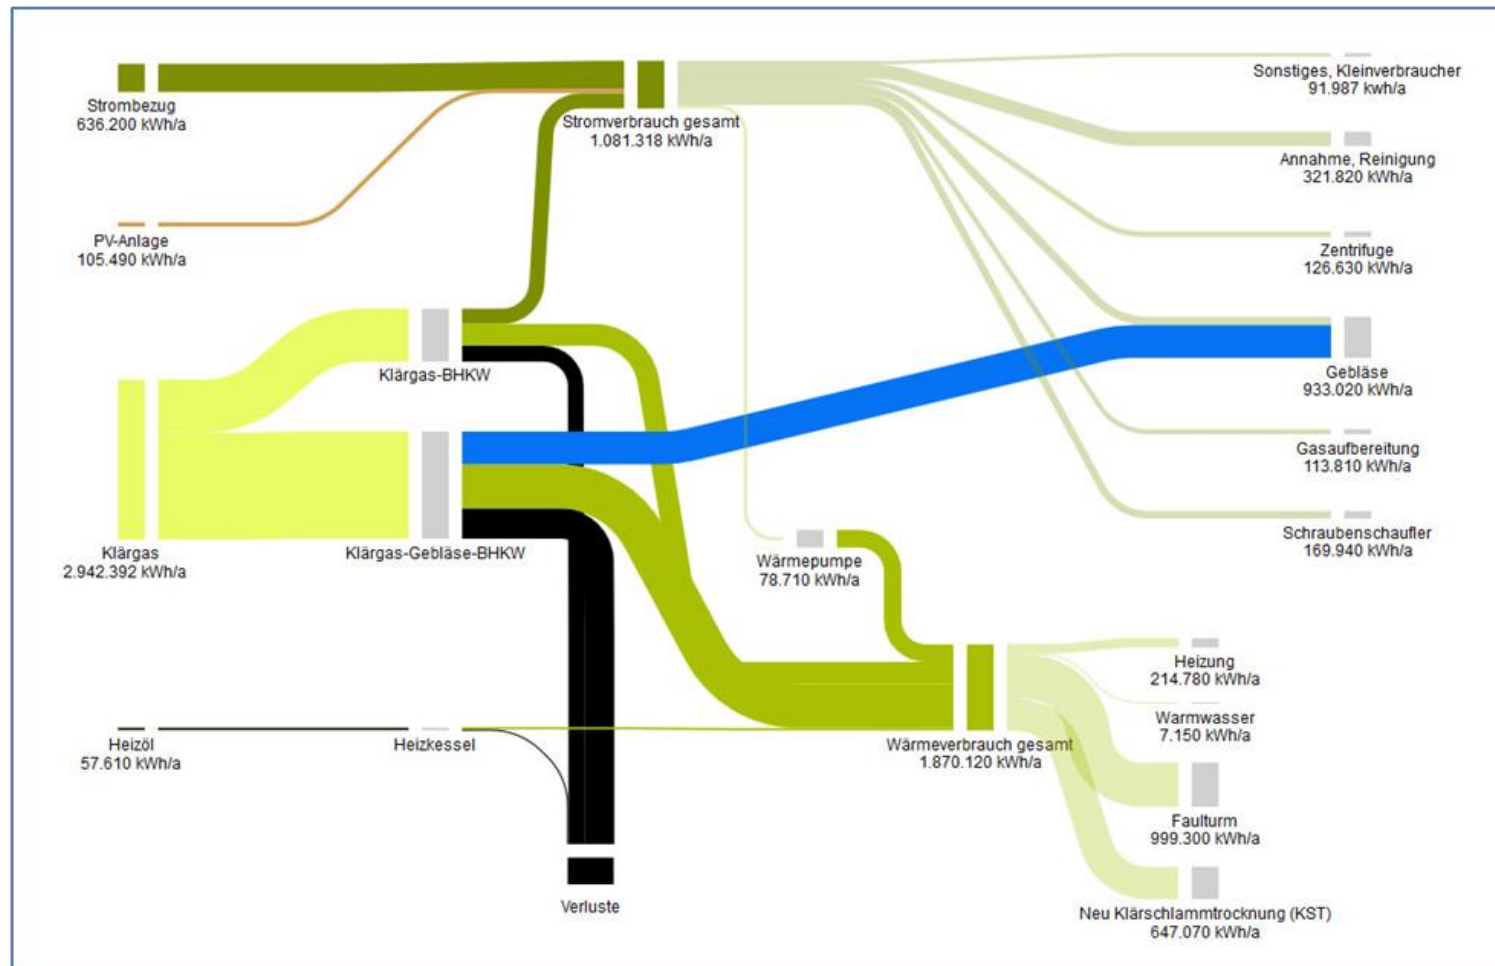 Strombezug
636.200 kWh/a
PV-Anlage
105.490 kWh/a
Klärgas
2.942.392 kWh/a
Heizöl
57.610 kWh/a
Klärgas-BHKW
Klärgas-Gebläse-BHKW
Heizkessel
Verluste
Stromverbrauch gesamt
1.081.318 kWh/a
Wärmepumpe
78.710 kWh/a
Wärmeverbrauch gesamt
1.870.120 kWh/a
Sonstiges, Kleinverbraucher
91.987 kwh/a
Annahme, Reinigung
321.820 kWh/a
Zentrifuge
126.630 kWh/a
Gebläse
933.020 kWh/a
Gasaufbereitung
113.810 kWh/a
Schraubenschaufler
169.940 kWh/a
Heizung
214.780 kWh/a
Warmwasser
7.150 kWh/a
Faulturm
999.300 kWh/a
Neu Klärschlammtrocknung (KST)
647.070 kWh/a